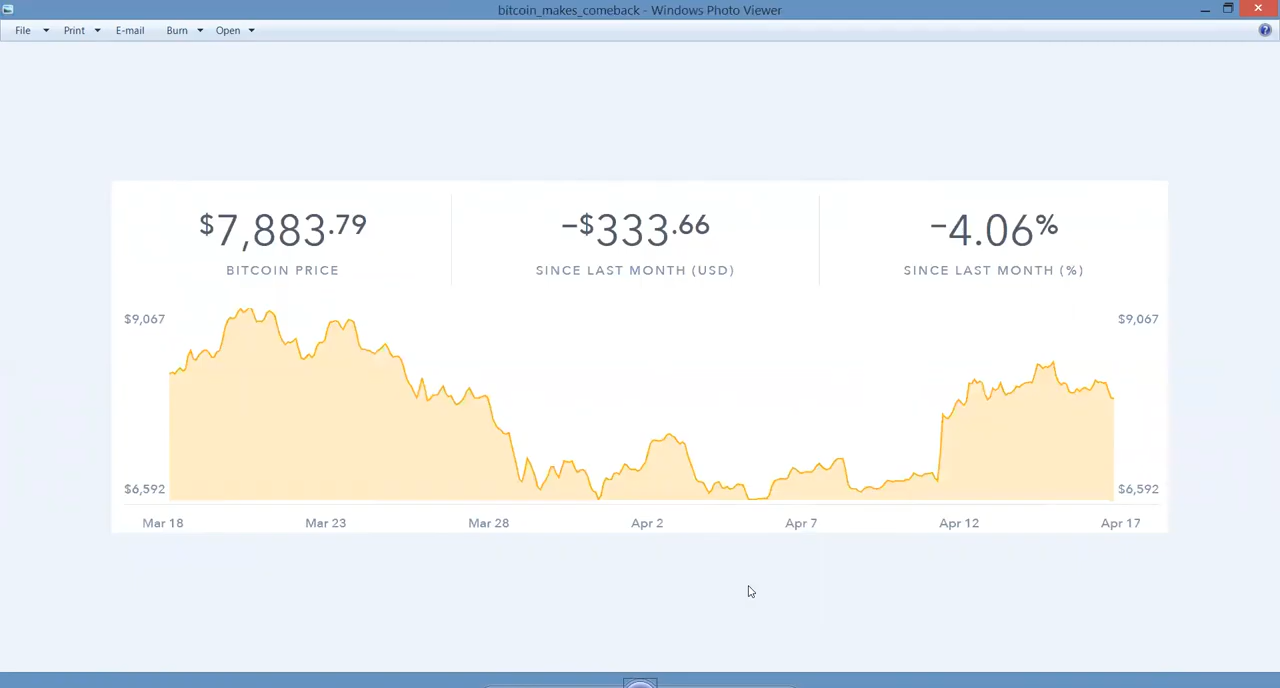 bitcoin_makes_comeback - Windows Photo Viewer
File Print E-mail Burn Open
$7,883.79 −$333.66 −4.06%
BITCOIN PRICE SINCE LAST MONTH (USD) SINCE LAST MONTH (%)
$9,067 $9,067
$6,592 $6,592
Mar 18 Mar 23 Mar 28 Apr 2 Apr 7 Apr 12 Apr 17